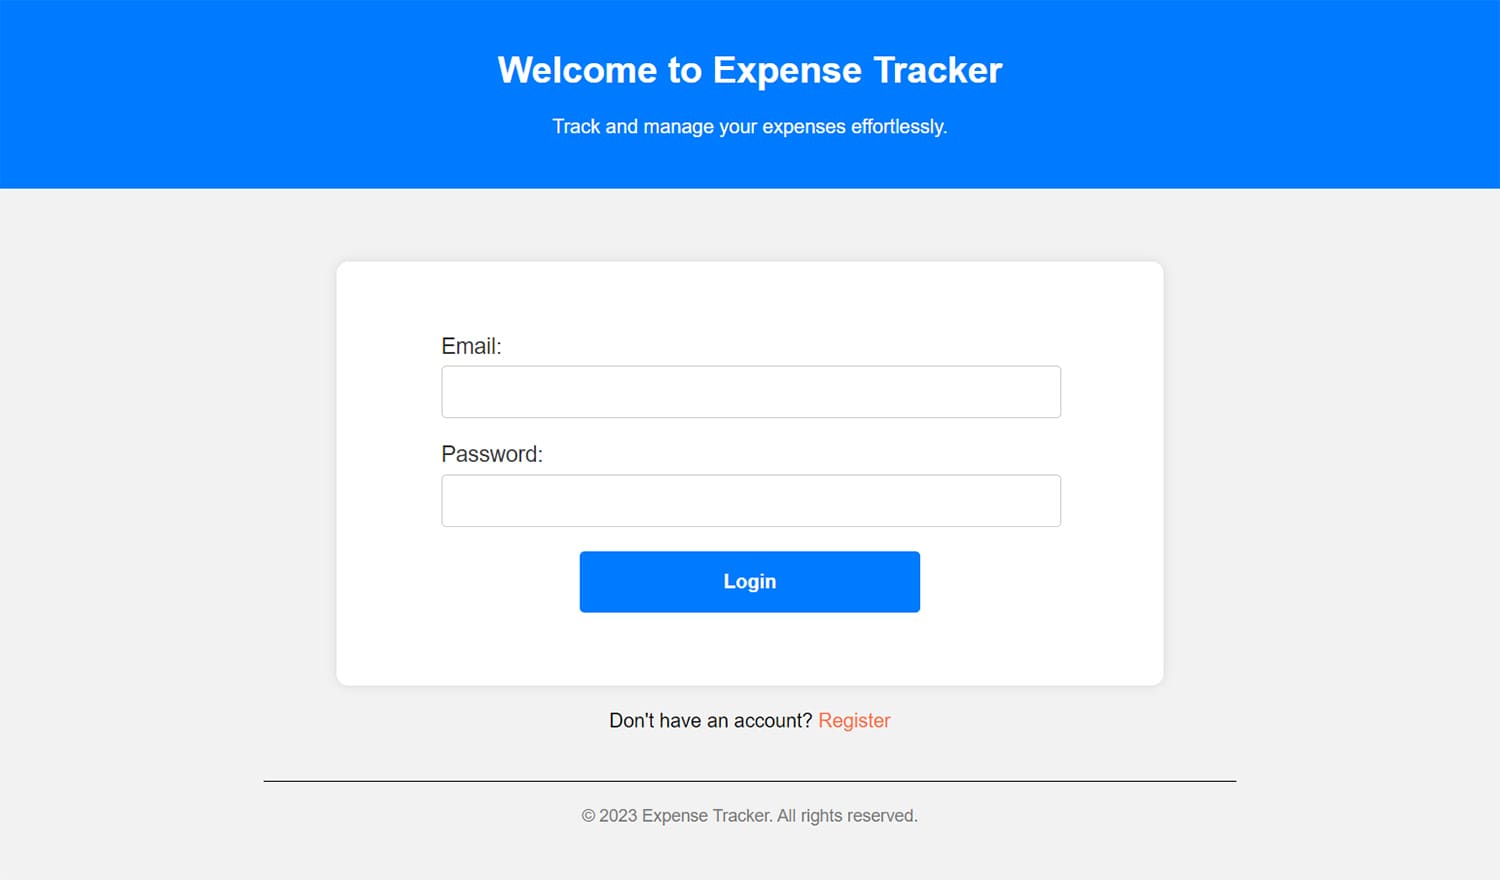 Welcome to Expense Tracker
Track and manage your expenses effortlessly.
Email:
Password:
Login
Don't have an account? Register
© 2023 Expense Tracker. All rights reserved.